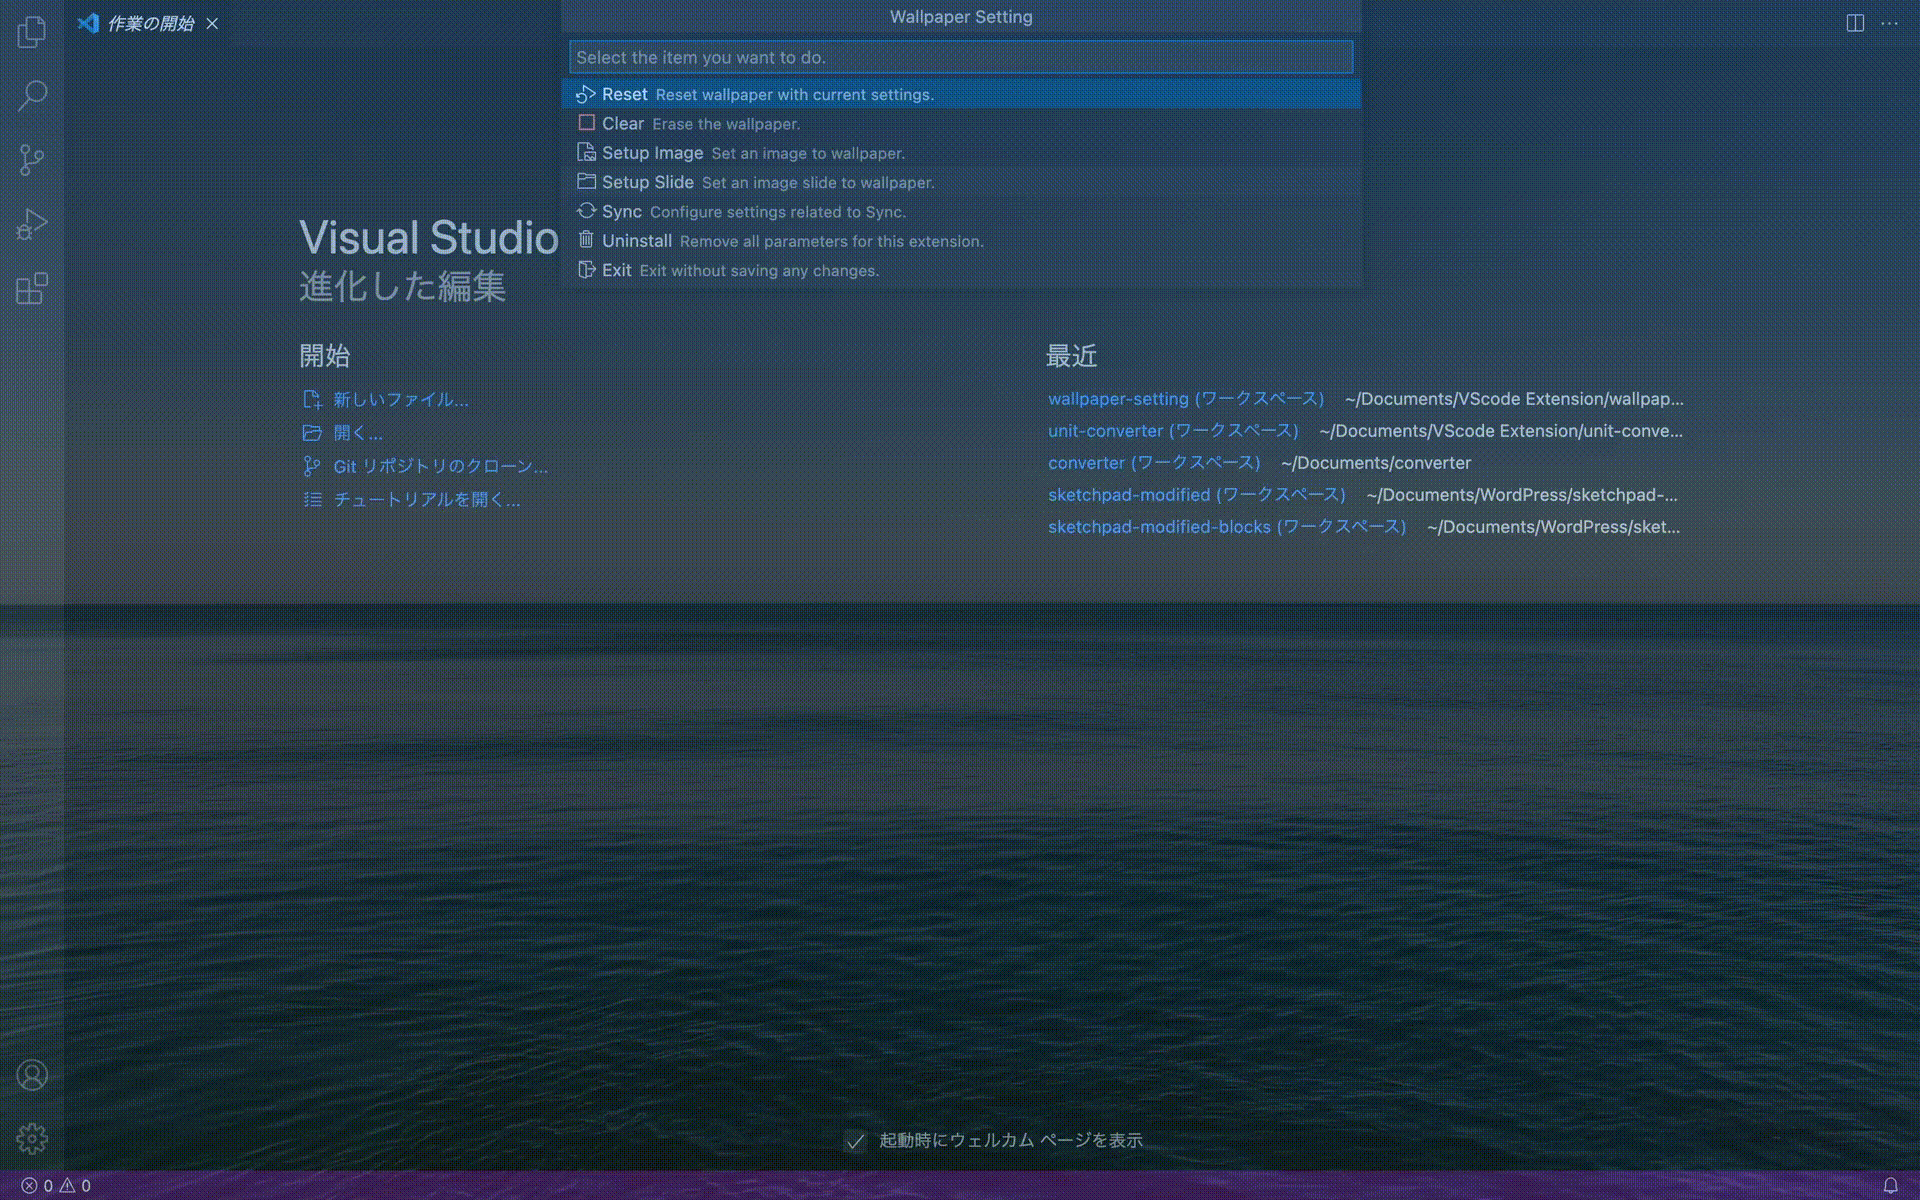 作業の開始
Wallpaper Setting
Select the item you want to do.
Reset Reset wallpaper with current settings.
Clear Erase the wallpaper.
Setup Image Set an image to wallpaper.
Setup Slide Set an image slide to wallpaper.
Sync Configure settings related to Sync.
Uninstall Remove all parameters for this extension.
Exit Exit without saving any changes.
Visual Studio
進化した編集
開始
新しいファイル...
開く...
Git リポジトリのクローン...
チュートリアルを開く...
最近
wallpaper-setting (ワークスペース) ~/Documents/VScode Extension/wallpap...
unit-converter (ワークスペース) ~/Documents/VScode Extension/unit-conve...
converter (ワークスペース) ~/Documents/converter
sketchpad-modified (ワークスペース) ~/Documents/WordPress/sketchpad-...
sketchpad-modified-blocks (ワークスペース) ~/Documents/WordPress/sket...
起動時にウェルカム ページを表示
0 0